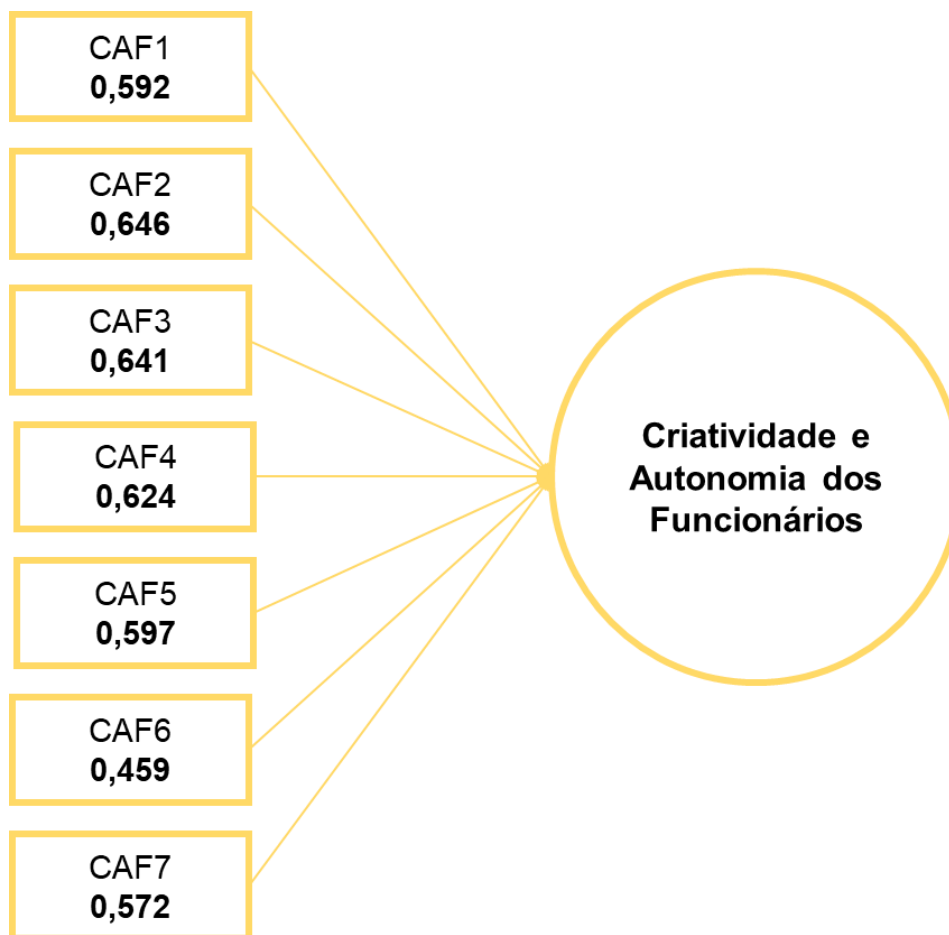 CAF1
0,592
CAF2
0,646
CAF3
0,641
CAF4
0,624
CAF5
0,597
CAF6
0,459
CAF7
0,572
Criatividade e
Autonomia dos
Funcionários